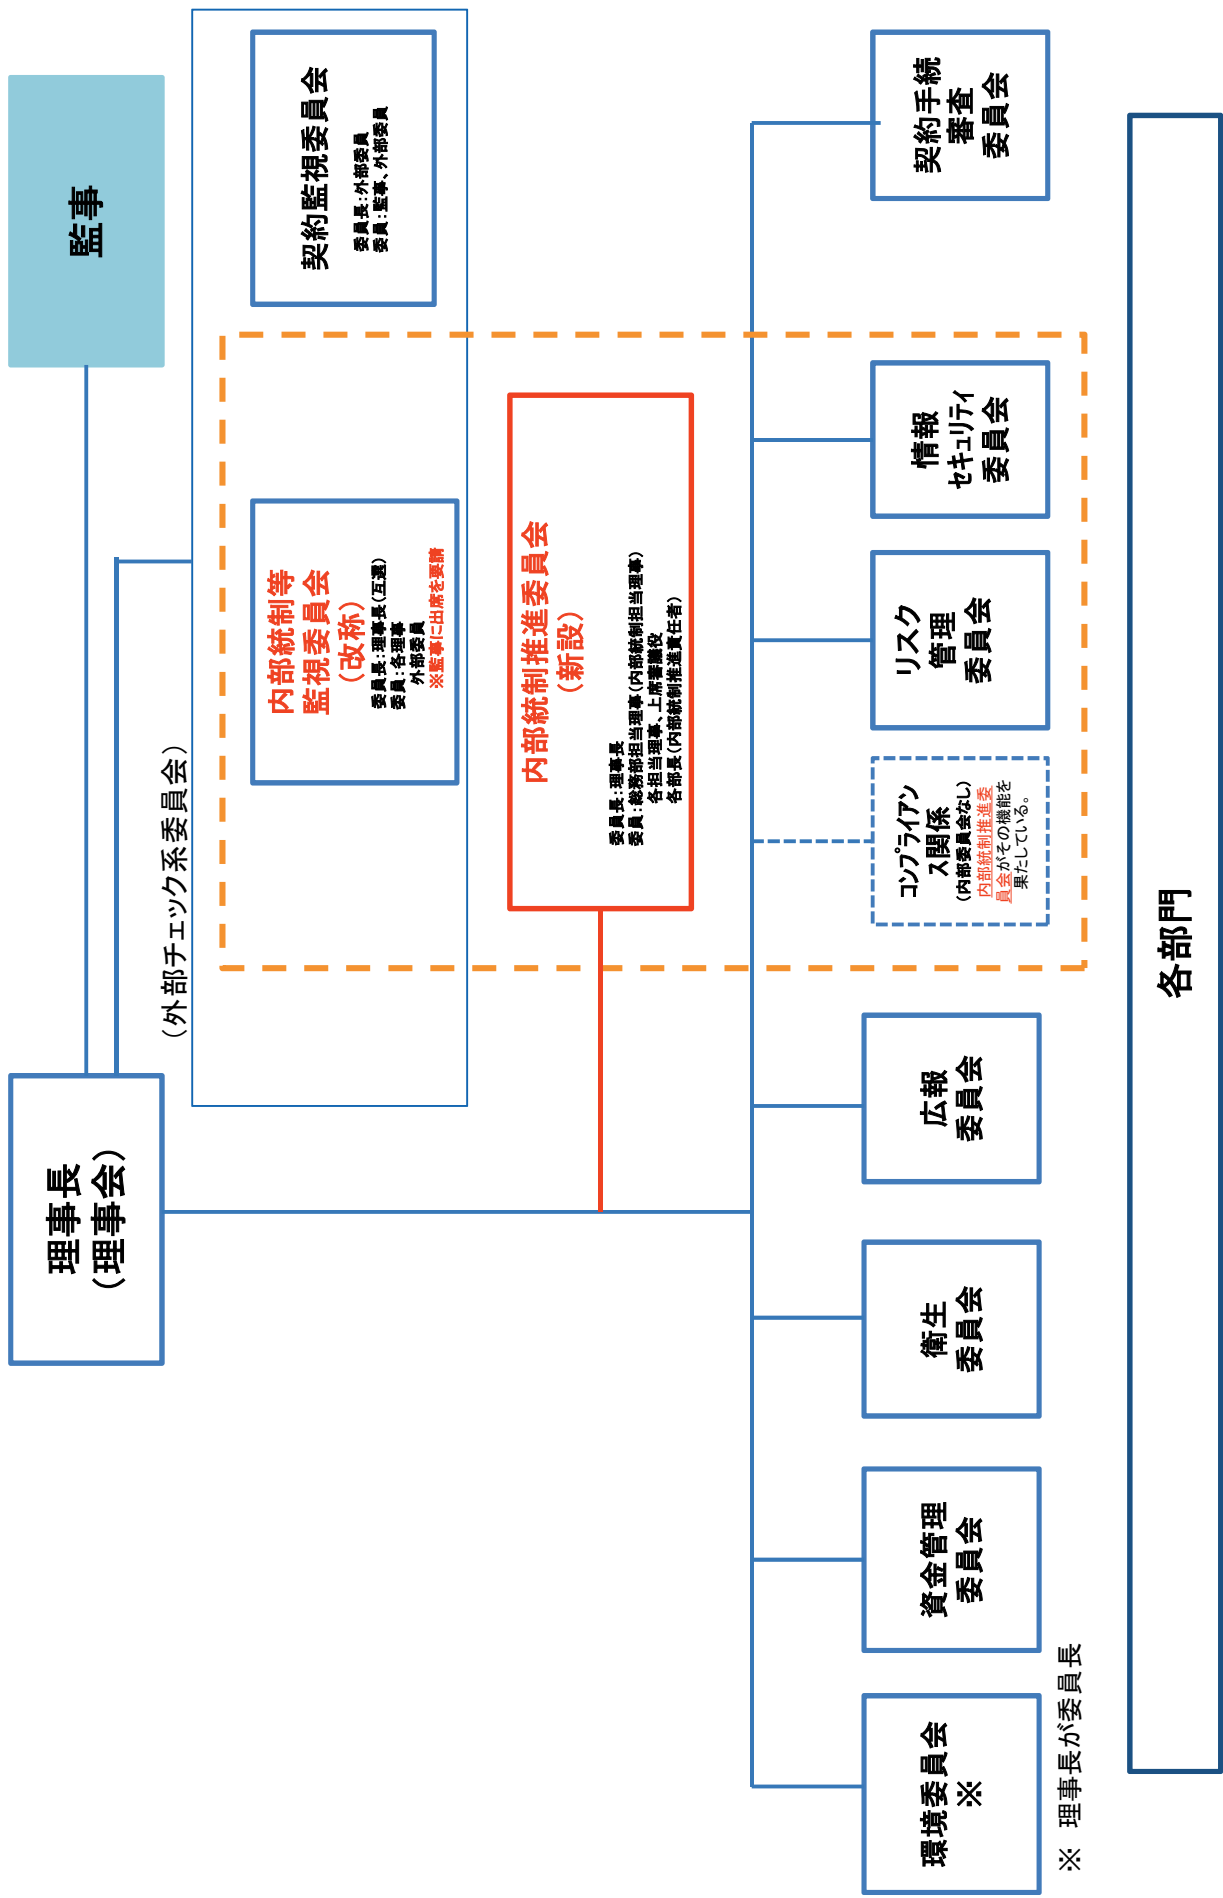 理事長
（理事会）
監事
（外部チェック系委員会）
内部統制等
監視委員会
（改称）
委員長：理事長（互選）
委員：各理事
外部委員
※監事に出席を要請
契約監視委員会
委員長：外部委員
委員：監事、外部委員
内部統制推進委員会
（新設）
委員長：理事長
委員：総務部担当理事（内部統制担当理事）
各担当理事、上席審議役
各部長（内部統制推進責任者）
環境委員会
※
資金管理
委員会
衛生
委員会
広報
委員会
コンプライアン
ス関係
（内部委員会なし）
内部統制推進委
員会がその機能を
果たしている。
リスク
管理
委員会
情報
セキュリティ
委員会
契約手続
審査
委員会
※　理事長が委員長
各部門